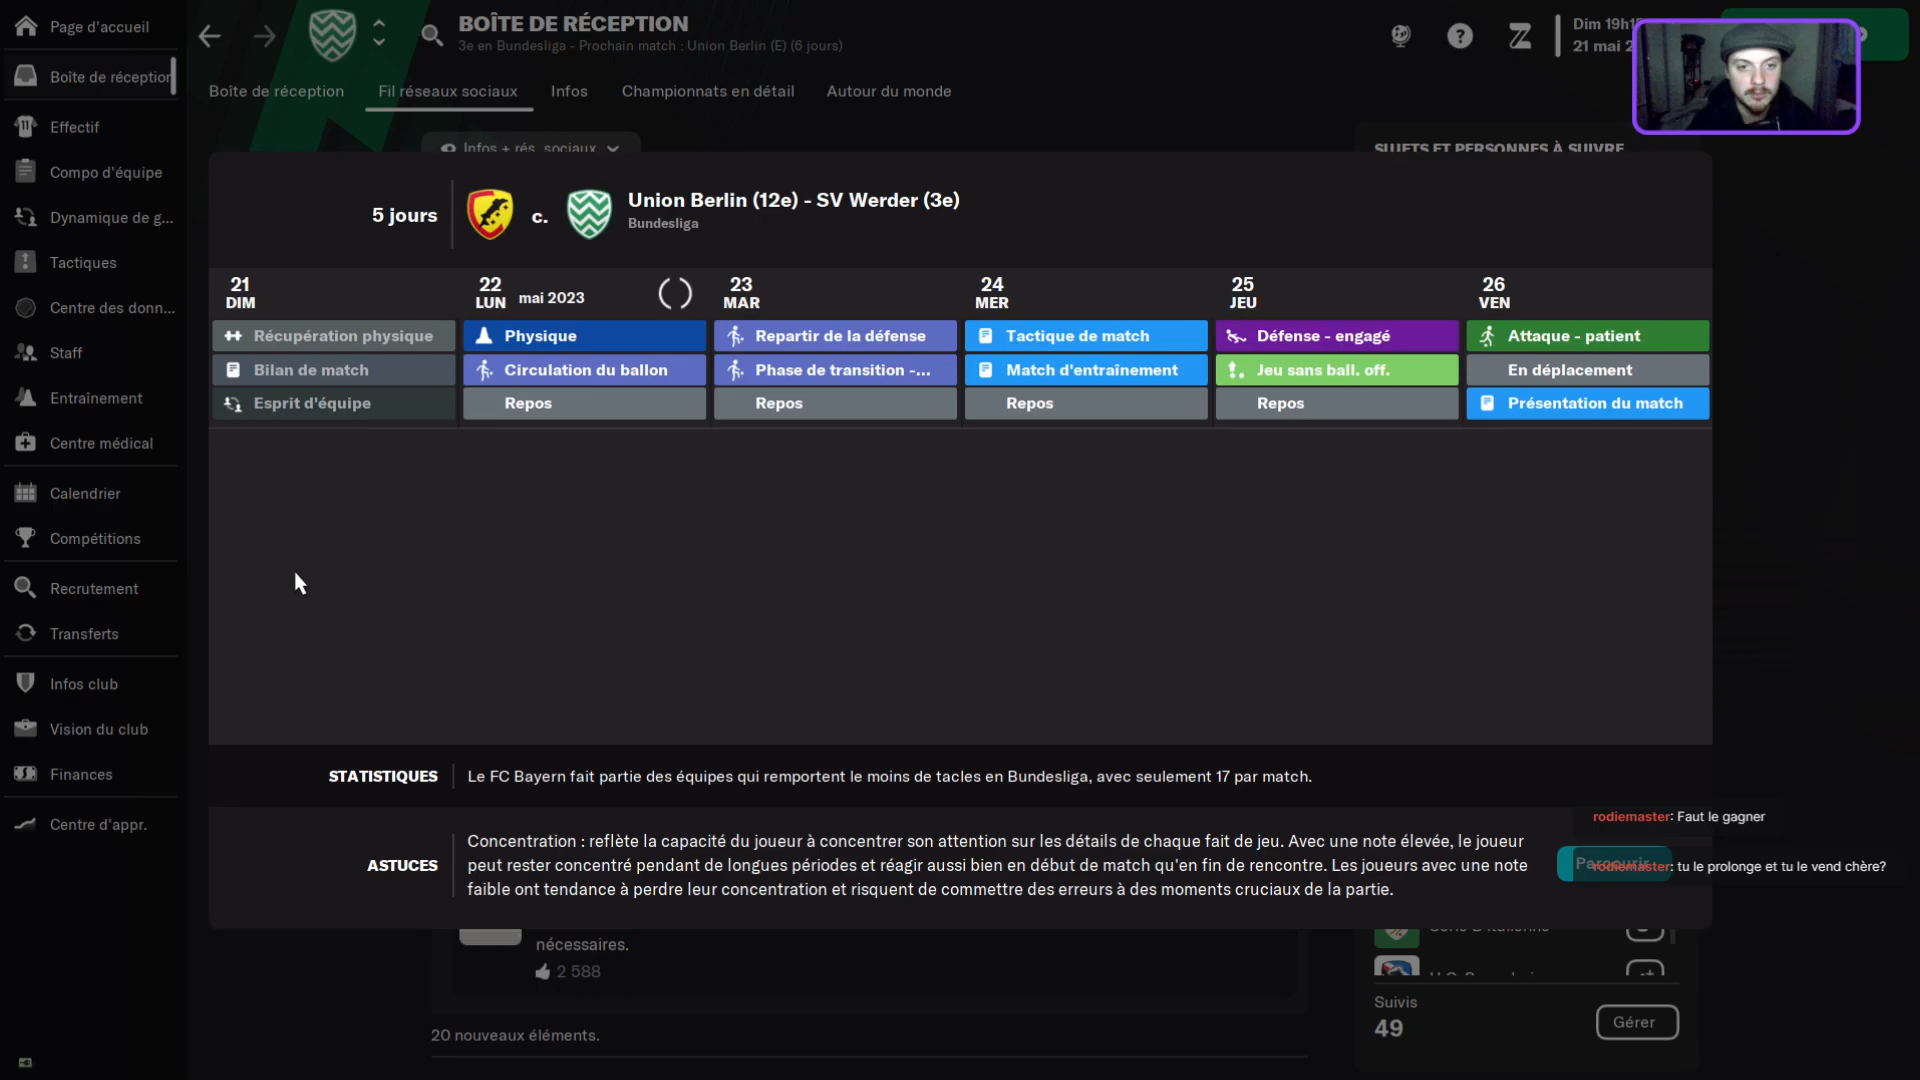 Page d'accueil
Boîte de réception
Effectif
Compo d'équipe
Dynamique de g...
Tactiques
Centre des donn...
Staff
Entraînement
Centre médical
Calendrier
Compétitions
Recrutement
Transferts
Infos club
Vision du club
Finances
Centre d'appr.
BOÎTE DE RÉCEPTION
3e en Bundesliga - Prochain match : Union Berlin (E) (6 jours)
Dim
21 mai
Boîte de réception
Fil réseaux sociaux
Infos
Championnats en détail
Autour du monde
Infos + rés. sociaux
SUJETS ET PERSONNES À SUIVRE
5 jours
c.
Union Berlin (12e) - SV Werder (3e)
Bundesliga
21 DIM
22 LUN mai 2023
23 MAR
24 MER
25 JEU
26 VEN
Récupération physique
Physique
Repartir de la défense
Tactique de match
Défense - engagé
Attaque - patient
Bilan de match
Circulation du ballon
Phase de transition -...
Match d'entraînement
Jeu sans ball. off.
En déplacement
Esprit d'équipe
Repos
Repos
Repos
Repos
Présentation du match
STATISTIQUES
Le FC Bayern fait partie des équipes qui remportent le moins de tacles en Bundesliga, avec seulement 17 par match.
ASTUCES
Concentration : reflète la capacité du joueur à concentrer son attention sur les détails de chaque fait de jeu. Avec une note élevée, le joueur
peut rester concentré pendant de longues périodes et réagir aussi bien en début de match qu'en fin de rencontre. Les joueurs avec une note
faible ont tendance à perdre leur concentration et risquent de commettre des erreurs à des moments cruciaux de la partie.
rodiemaster: Faut le gagner
rodiemaster: tu le prolonge et tu le vend chère?
nécessaires.
2 588
20 nouveaux éléments.
Suivis
49
Gérer